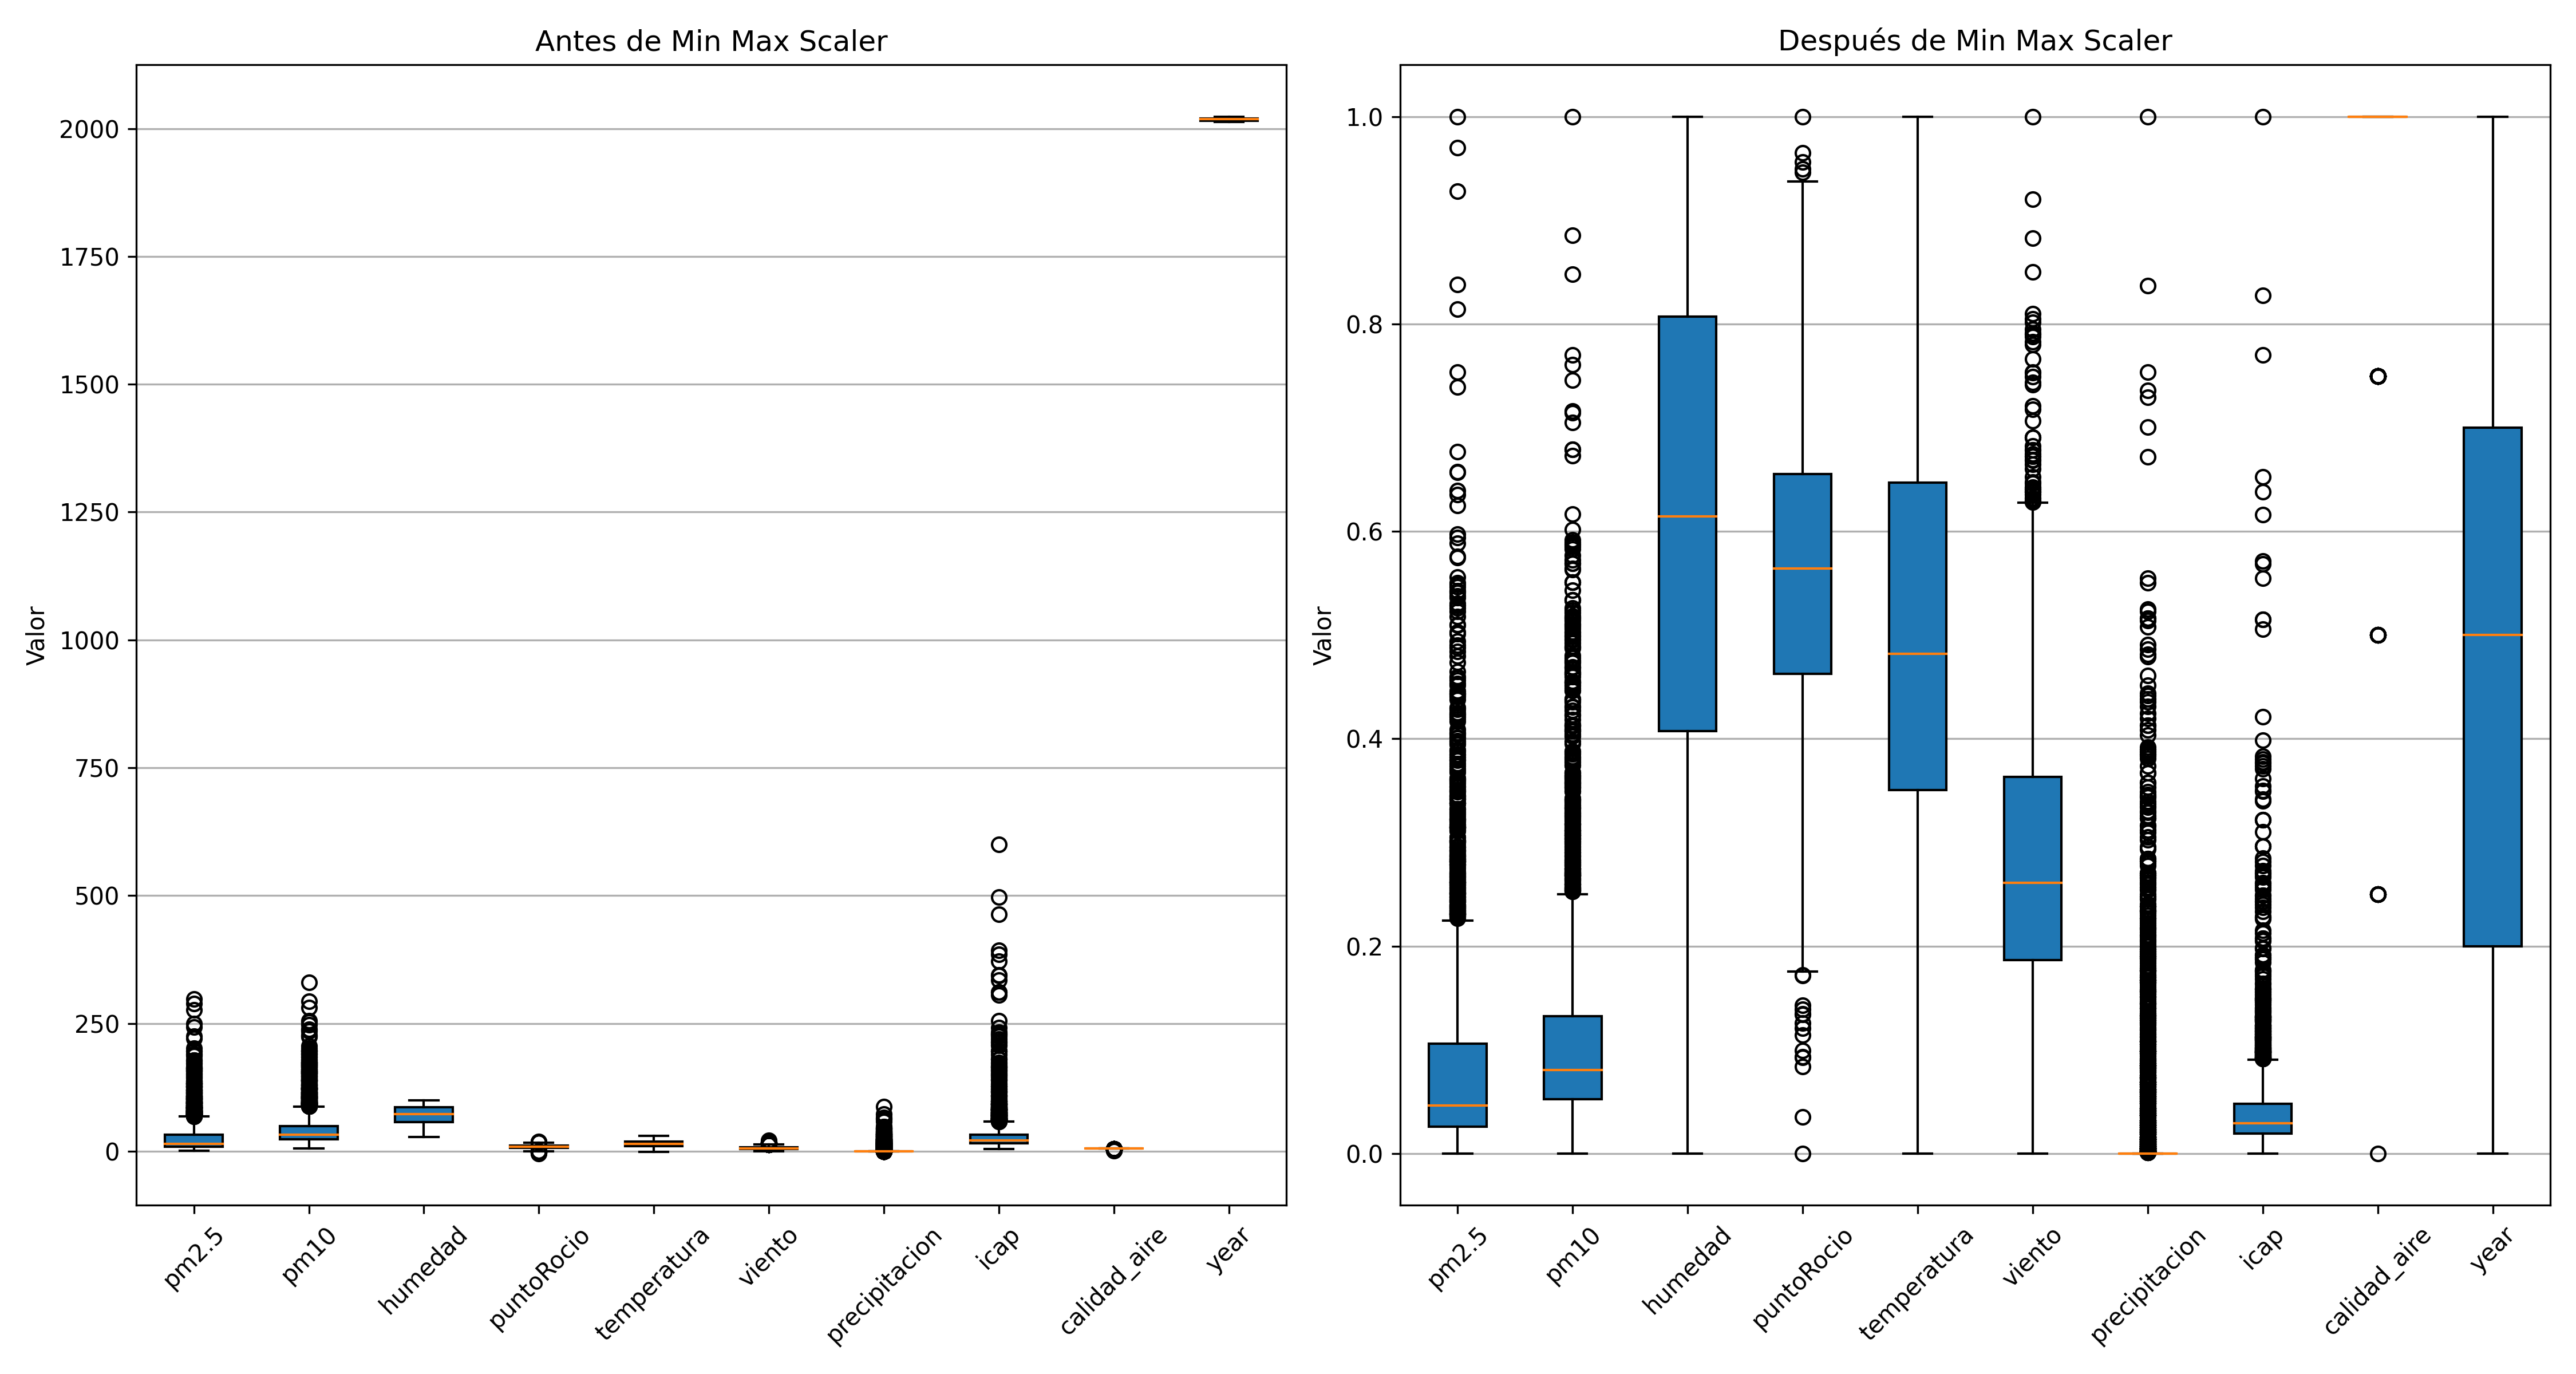 Antes de Min Max Scaler
Valor
2000
1750
1500
1250
1000
750
500
250
0
pm2.5
pm10
humedad
puntoRocio
temperatura
viento
precipitacion
icap
calidad_aire
year
Después de Min Max Scaler
Valor
1.0
0.8
0.6
0.4
0.2
0.0
pm2.5
pm10
humedad
puntoRocio
temperatura
viento
precipitacion
icap
calidad_aire
year